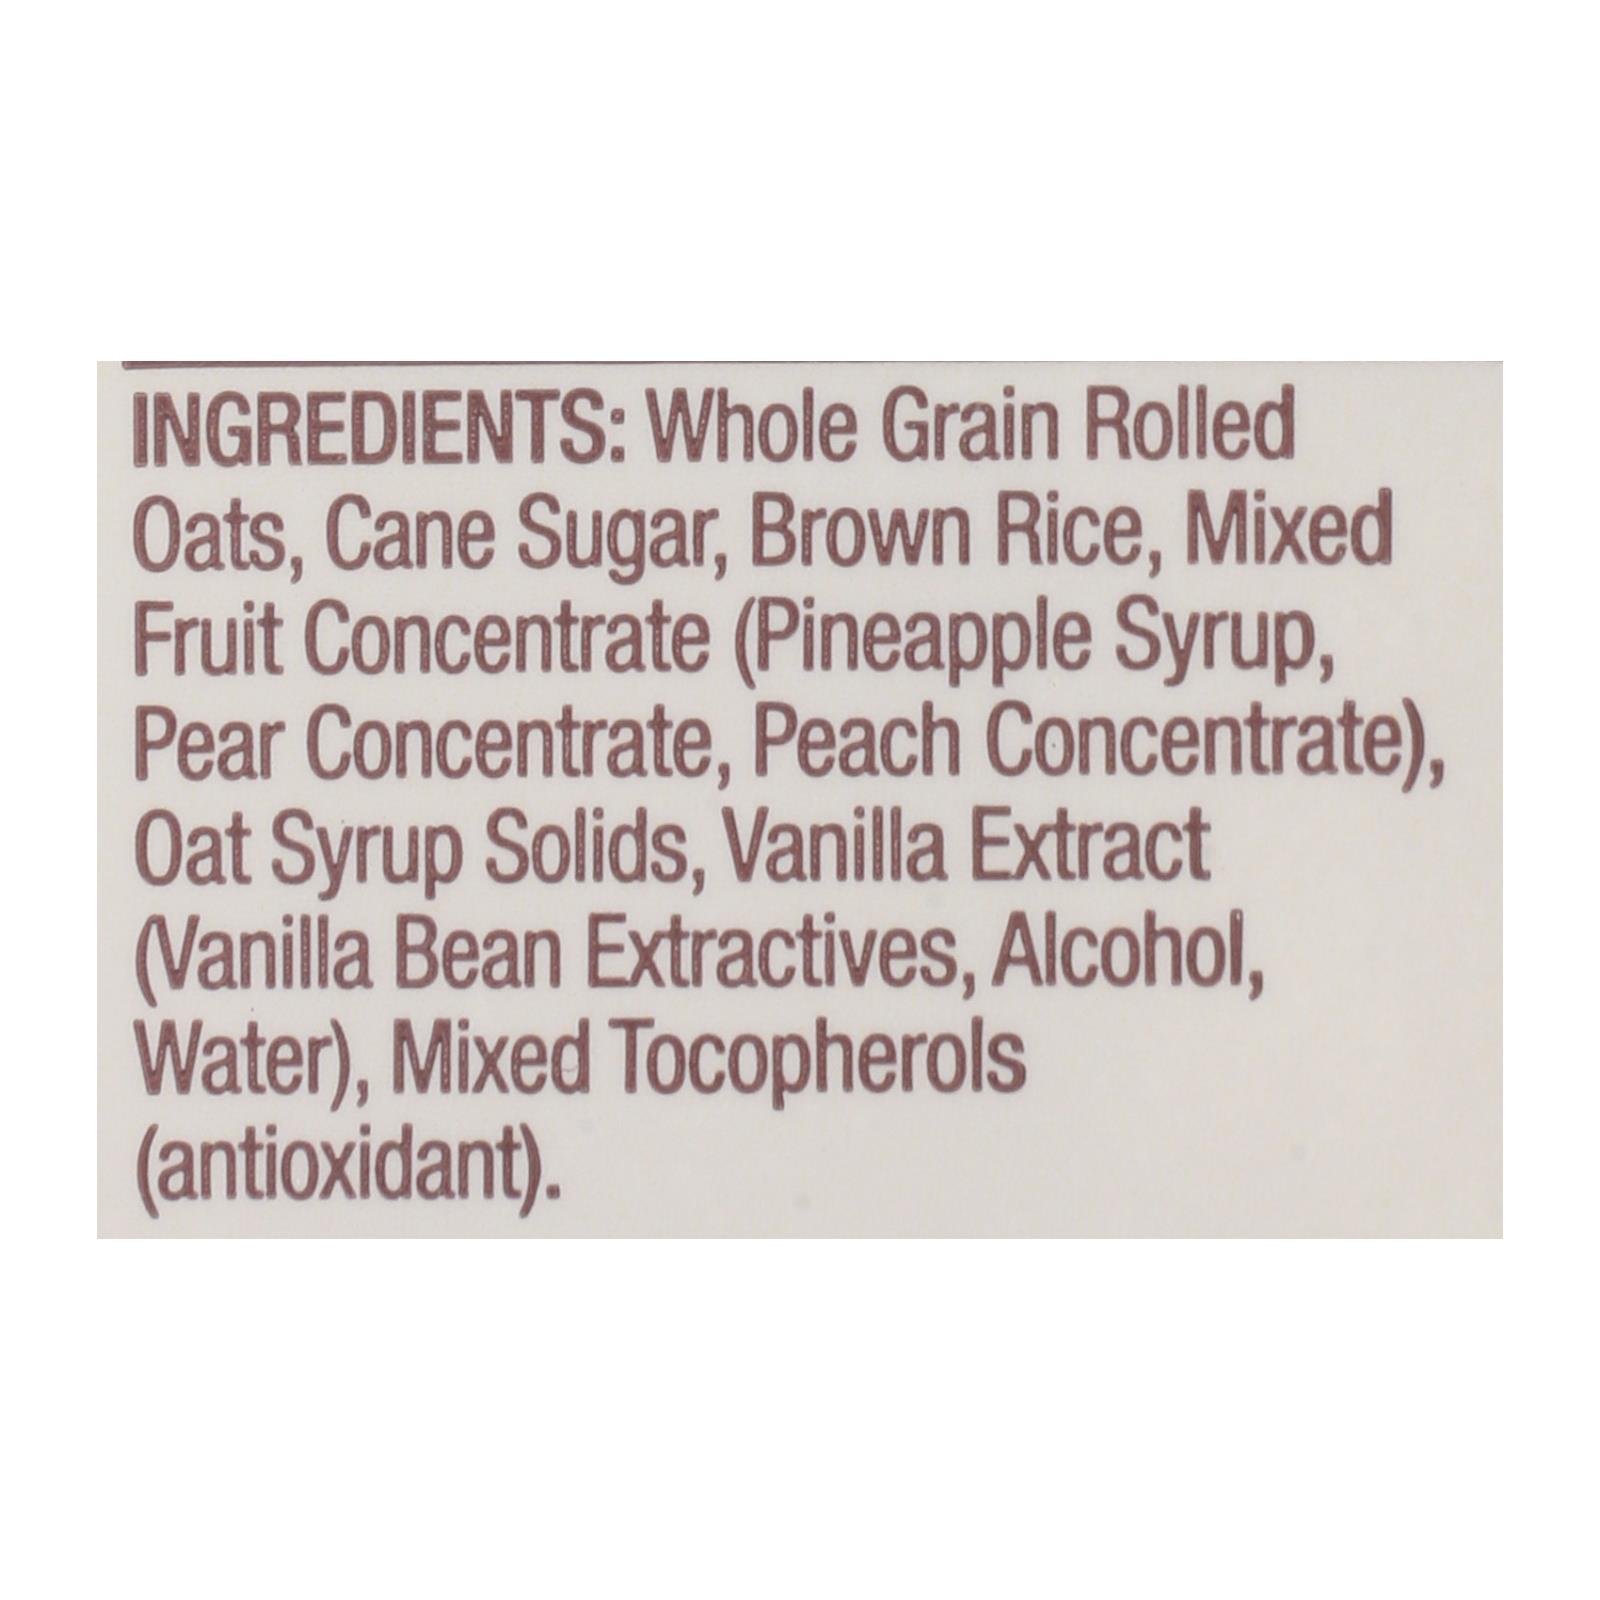 INGREDIENTS: Whole Grain Rolled
Oats, Cane Sugar, Brown Rice, Mixed
Fruit Concentrate (Pineapple Syrup,
Pear Concentrate, Peach Concentrate),
Oat Syrup Solids, Vanilla Extract
(Vanilla Bean Extractives, Alcohol,
Water), Mixed Tocopherols
(antioxidant).